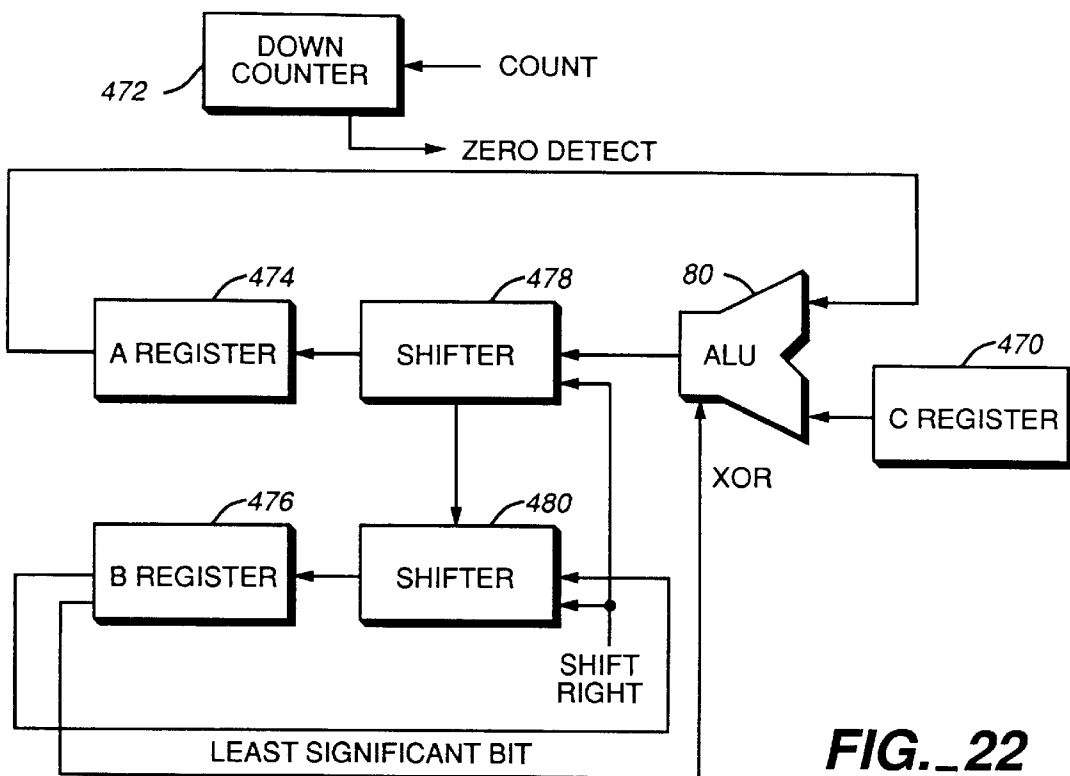 DOWN
COUNTER
472
COUNT
ZERO DETECT
474
478
80
A REGISTER
SHIFTER
ALU
470
C REGISTER
XOR
476
480
B REGISTER
SHIFTER
SHIFT
RIGHT
LEAST SIGNIFICANT BIT
FIG._22